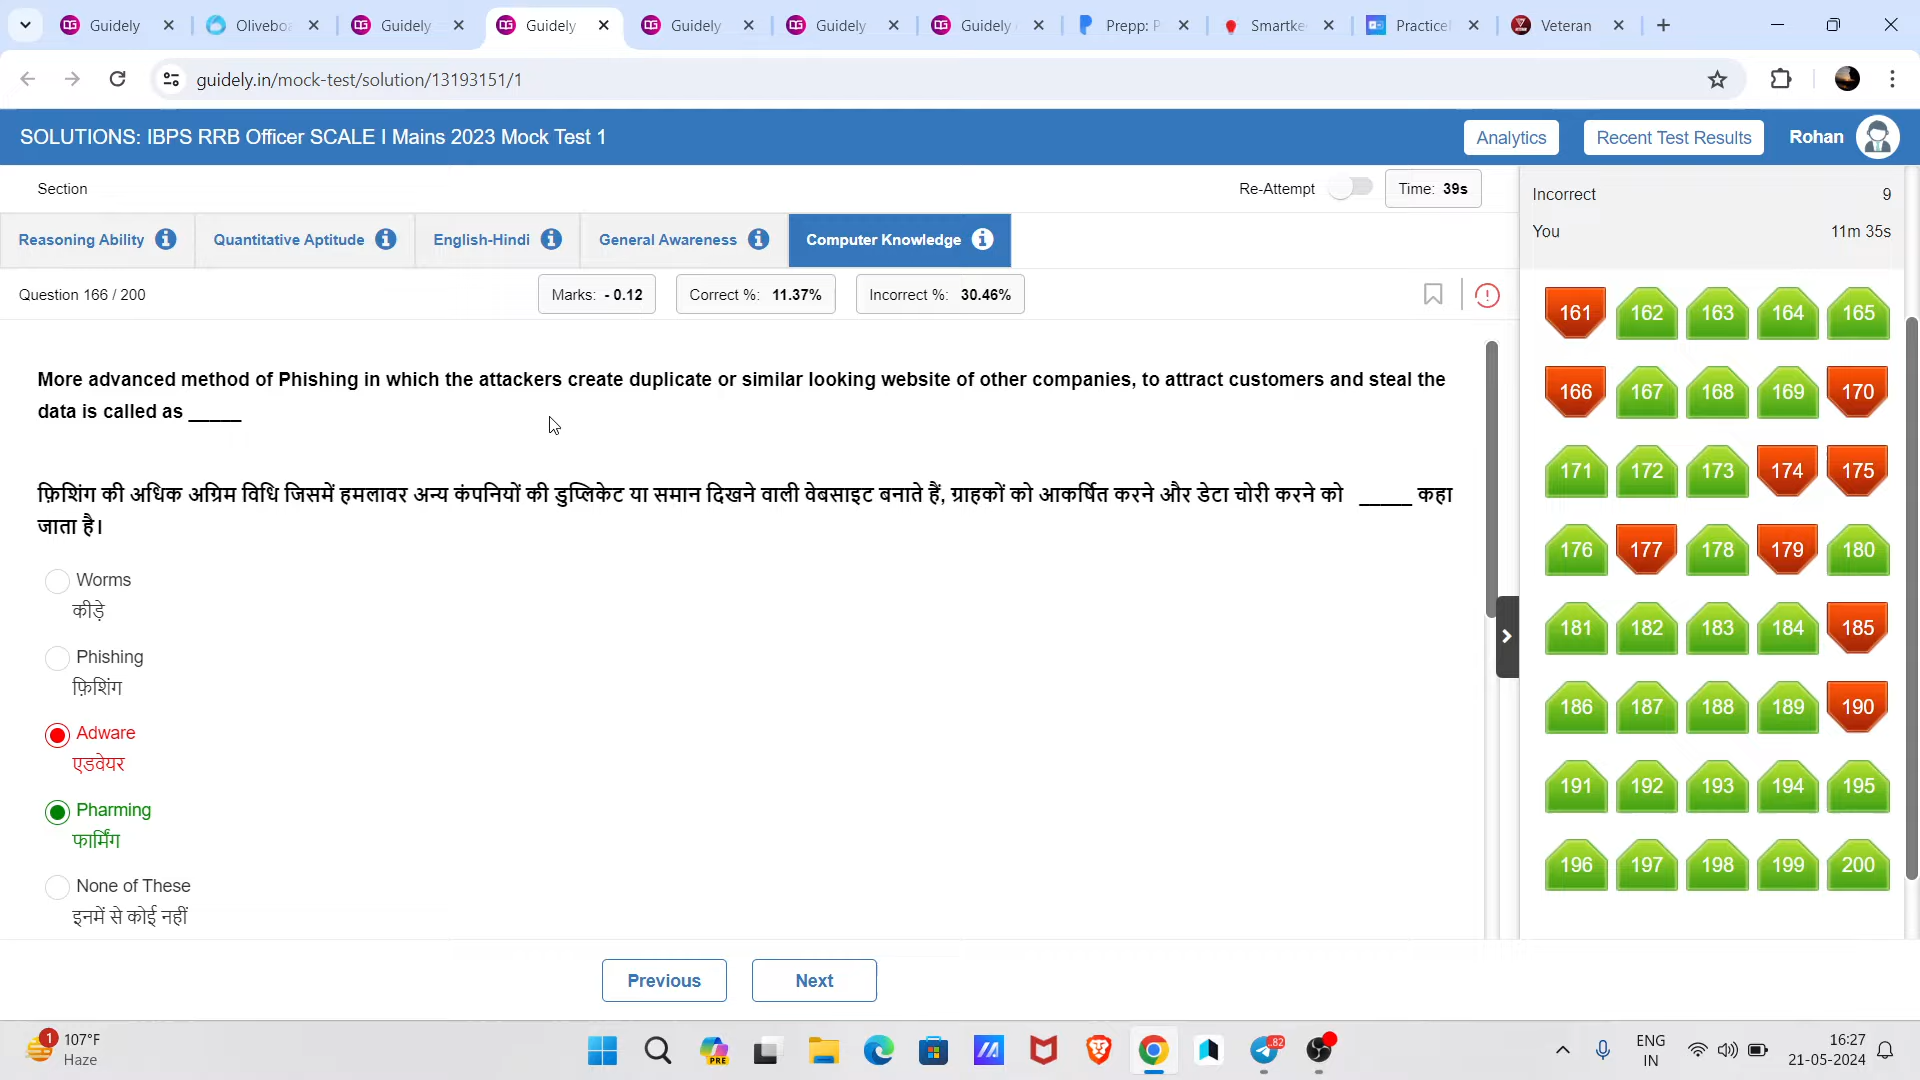 Guidely
Oliveboa
Guidely
Guidely
Guidely
Guidely
Guidely
Prepp: P
Smartke
Practice
Veteran
guidely.in/mock-test/solution/13193151/1
SOLUTIONS: IBPS RRB Officer SCALE I Mains 2023 Mock Test 1
Analytics
Recent Test Results
Rohan
Section
Re-Attempt
Time: 39s
Incorrect 9
You 11m 35s
Reasoning Ability
Quantitative Aptitude
English-Hindi
General Awareness
Computer Knowledge
Question 166 / 200
Marks: - 0.12
Correct %: 11.37%
Incorrect %: 30.46%
More advanced method of Phishing in which the attackers create duplicate or similar looking website of other companies, to attract customers and steal the
data is called as _____
फ़िशिंग की अधिक अग्रिम विधि जिसमें हमलावर अन्य कंपनियों की डुप्लिकेट या समान दिखने वाली वेबसाइट बनाते हैं, ग्राहकों को आकर्षित करने और डेटा चोरी करने को _____ कहा
जाता है।
Worms
कीड़े
Phishing
फ़िशिंग
Adware
एडवेयर
Pharming
फार्मिंग
None of These
इनमें से कोई नहीं
161 162 163 164 165
166 167 168 169 170
171 172 173 174 175
176 177 178 179 180
181 182 183 184 185
186 187 188 189 190
191 192 193 194 195
196 197 198 199 200
Previous
Next
1
107°F
Haze
PRE
82
ENG
IN
16:27
21-05-2024